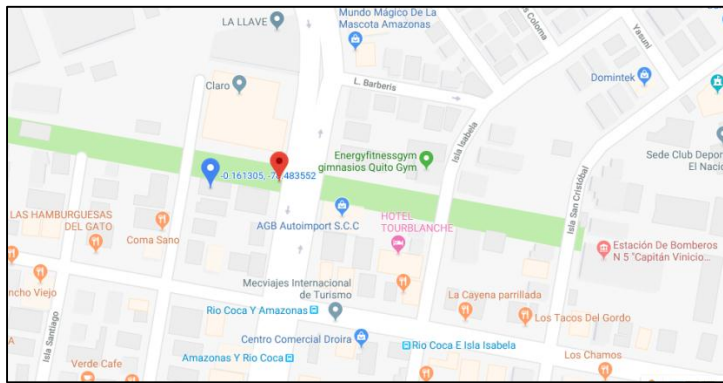 LA LLAVE
Mundo Mágico De La
Mascota Amazonas
s Coloma
Yasuní
Domintek
Claro
L. Barberis
Isla Isabela
Energyfitnessgym
gimnasios Quito Gym
Sede Club Depor
El Nacio
-0.161305, -78.483552
Isla San Cristóbal
LAS HAMBURGUESAS
DEL GATO
Coma Sano
AGB Autoimport S.C.C
HOTEL
TOURBLANCHE
Estación De Bomberos
N 5 "Capitán Vinicio...
ncho Viejo
Mecviajes Internacional
de Turismo
La Cayena parrillada
Rio Coca Y Amazonas
Los Tacos Del Gordo
Isla Santiago
Centro Comercial Droira
Rio Coca E Isla Isabela
Verde Cafe
Amazonas Y Rio Coca
Los Chamos